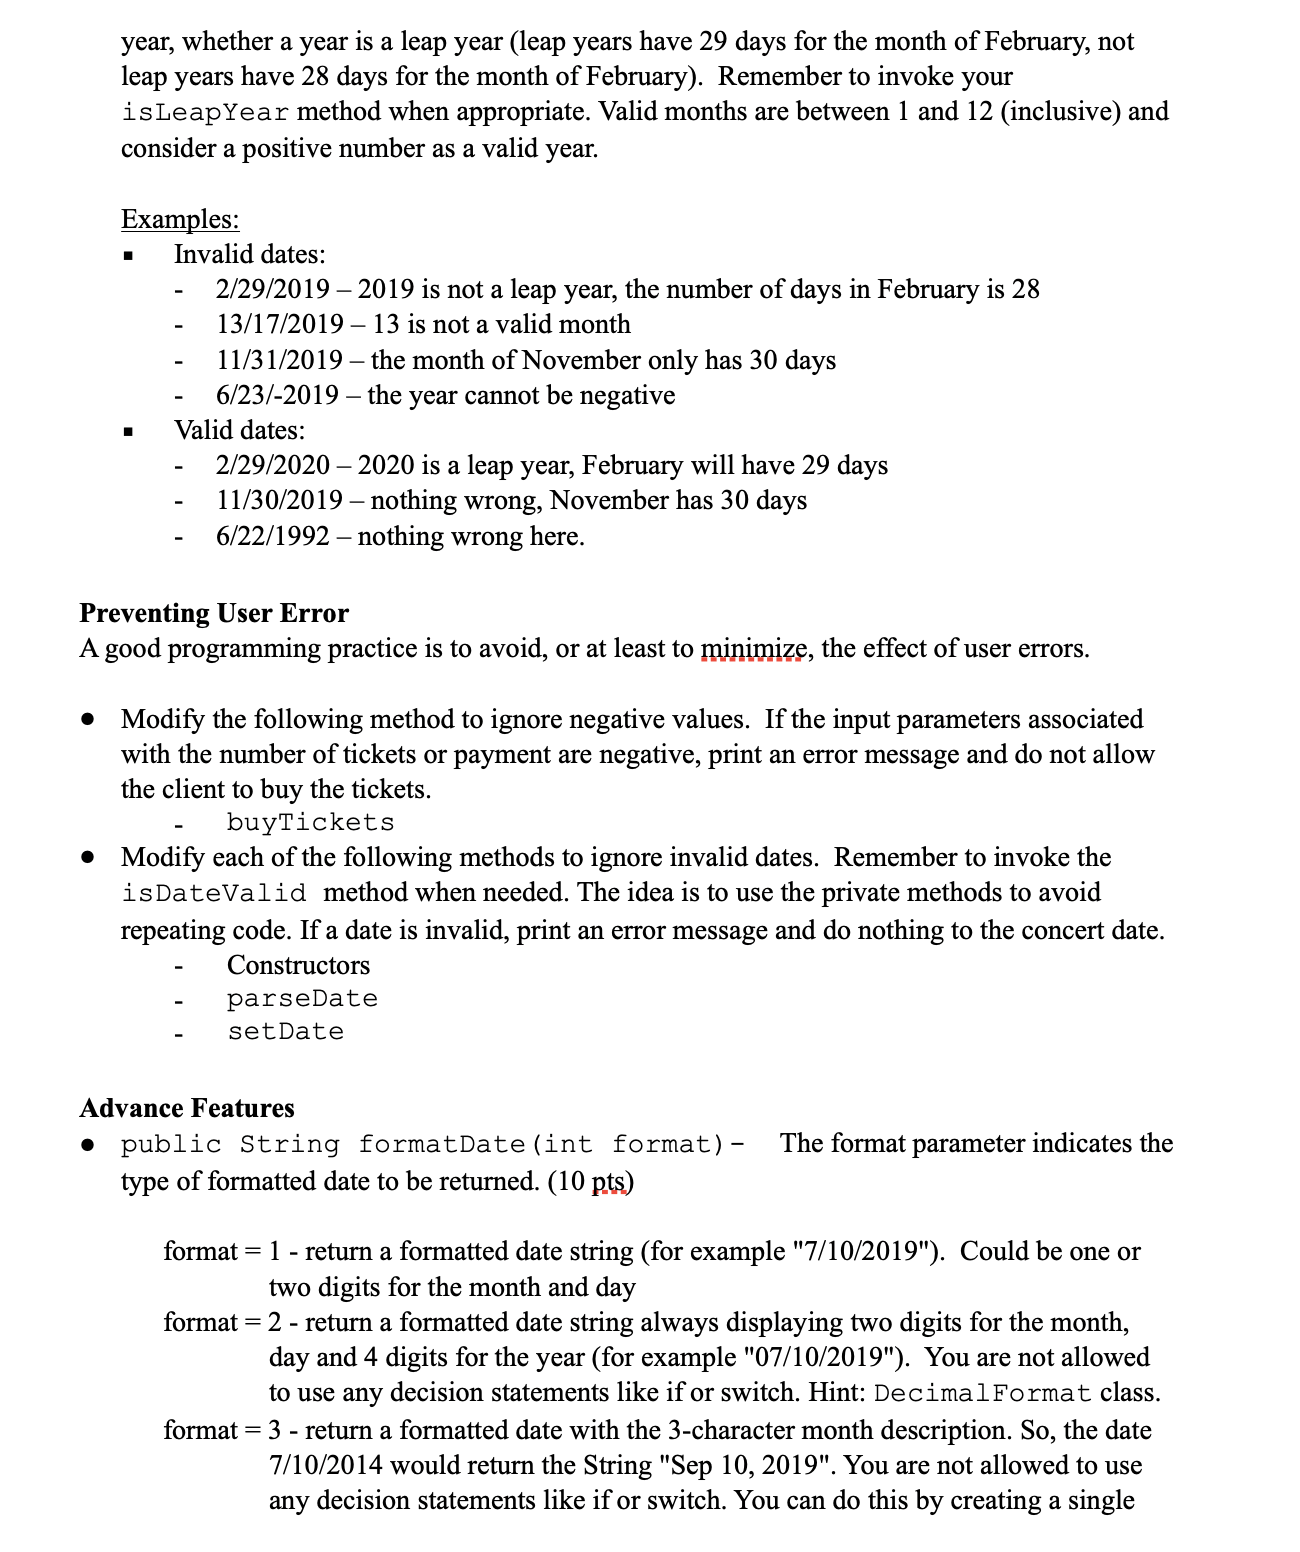 year, whether a year is a leap year (leap years have 29 days for the month of February, not
leap years have 28 days for the month of February).  Remember to invoke your
isLeapYear method when appropriate. Valid months are between 1 and 12 (inclusive) and
consider a positive number as a valid year.
Examples:
▪ Invalid dates:
- 2/29/2019 – 2019 is not a leap year, the number of days in February is 28
- 13/17/2019 – 13 is not a valid month
- 11/31/2019 – the month of November only has 30 days
- 6/23/-2019 – the year cannot be negative
▪ Valid dates:
- 2/29/2020 – 2020 is a leap year, February will have 29 days
- 11/30/2019 – nothing wrong, November has 30 days
- 6/22/1992 – nothing wrong here.
Preventing User Error
A good programming practice is to avoid, or at least to minimize, the effect of user errors.
● Modify the following method to ignore negative values.  If the input parameters associated
with the number of tickets or payment are negative, print an error message and do not allow
the client to buy the tickets.
- buyTickets
● Modify each of the following methods to ignore invalid dates.  Remember to invoke the
isDateValid method when needed. The idea is to use the private methods to avoid
repeating code. If a date is invalid, print an error message and do nothing to the concert date.
- Constructors
- parseDate
- setDate
Advance Features
● public String formatDate(int format)- The format parameter indicates the
type of formatted date to be returned. (10 pts)
format = 1 - return a formatted date string (for example "7/10/2019").  Could be one or
two digits for the month and day
format = 2 - return a formatted date string always displaying two digits for the month,
day and 4 digits for the year (for example "07/10/2019").  You are not allowed
to use any decision statements like if or switch. Hint: DecimalFormat class.
format = 3 - return a formatted date with the 3-character month description. So, the date
7/10/2014 would return the String "Sep 10, 2019". You are not allowed to use
any decision statements like if or switch. You can do this by creating a single